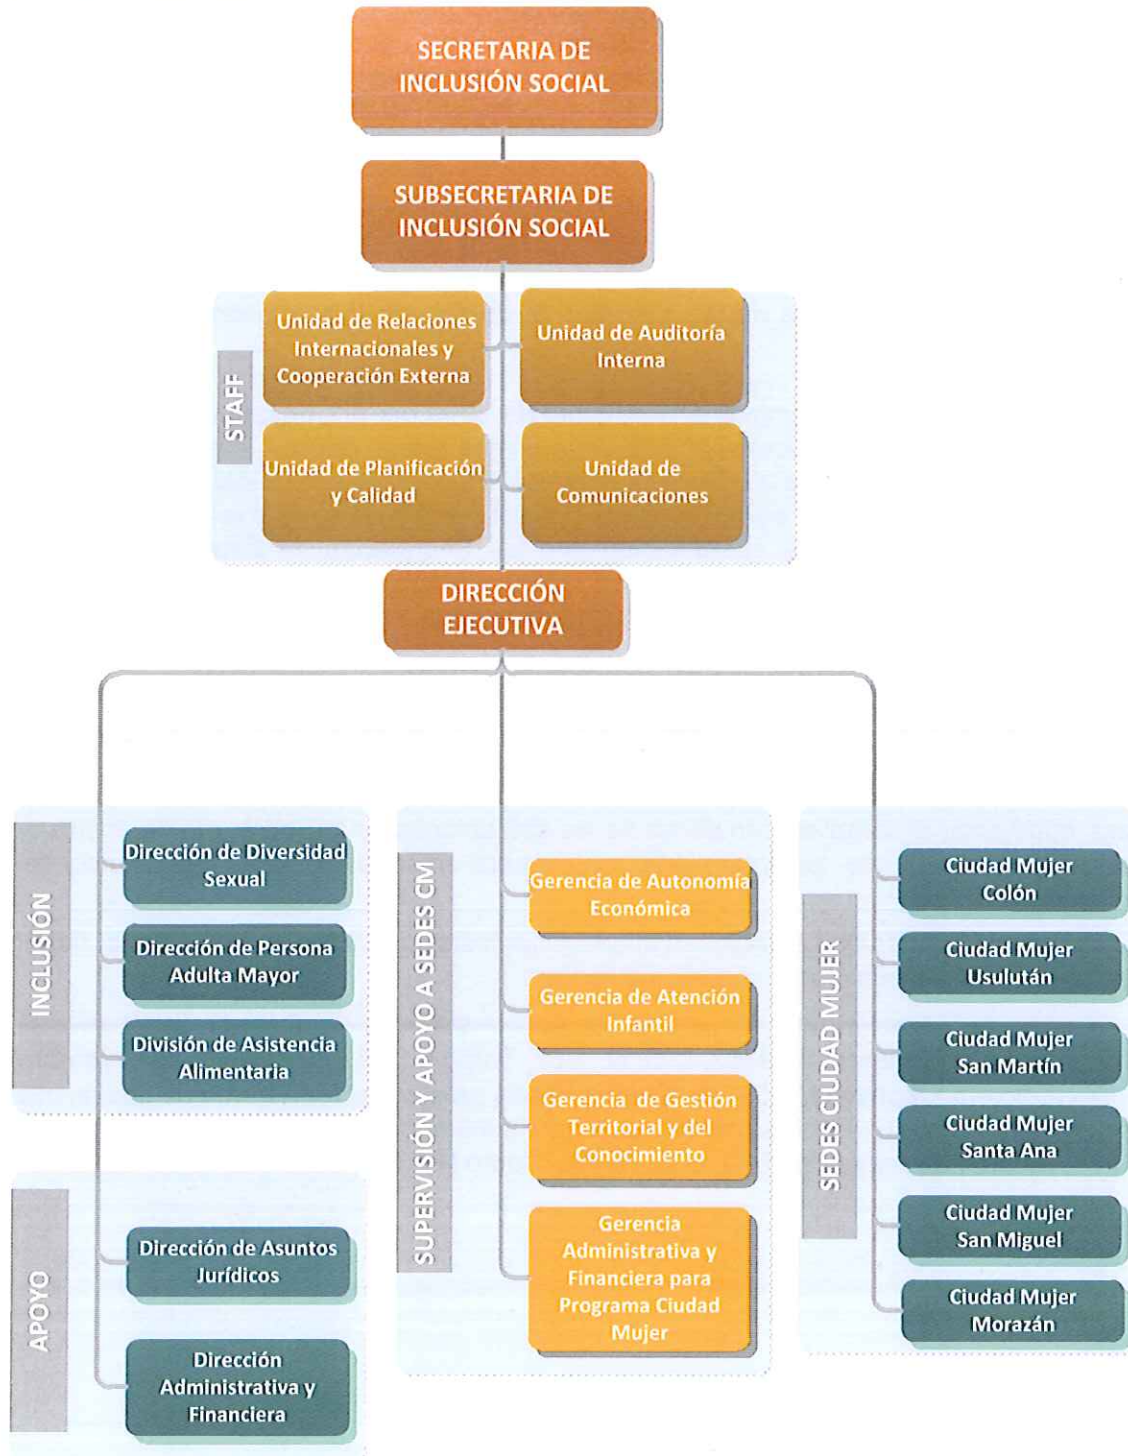 SECRETARIA DE
INCLUSIÓN SOCIAL
SUBSECRETARIA DE
INCLUSIÓN SOCIAL
STAFF
Unidad de Relaciones
Internacionales y
Cooperación Externa
Unidad de Auditoría
Interna
Unidad de Planificación
y Calidad
Unidad de
Comunicaciones
DIRECCIÓN
EJECUTIVA
INCLUSIÓN
Dirección de Diversidad
Sexual
Dirección de Persona
Adulta Mayor
División de Asistencia
Alimentaria
APOYO
Dirección de Asuntos
Jurídicos
Dirección
Administrativa y
Financiera
SUPERVISIÓN Y APOYO A SEDES CM
Gerencia de Autonomía
Económica
Gerencia de Atención
Infantil
Gerencia de Gestión
Territorial y del
Conocimiento
Gerencia
Administrativa y
Financiera para
Programa Ciudad
Mujer
SEDES CIUDAD MUJER
Ciudad Mujer
Colón
Ciudad Mujer
Usulután
Ciudad Mujer
San Martín
Ciudad Mujer
Santa Ana
Ciudad Mujer
San Miguel
Ciudad Mujer
Morazán